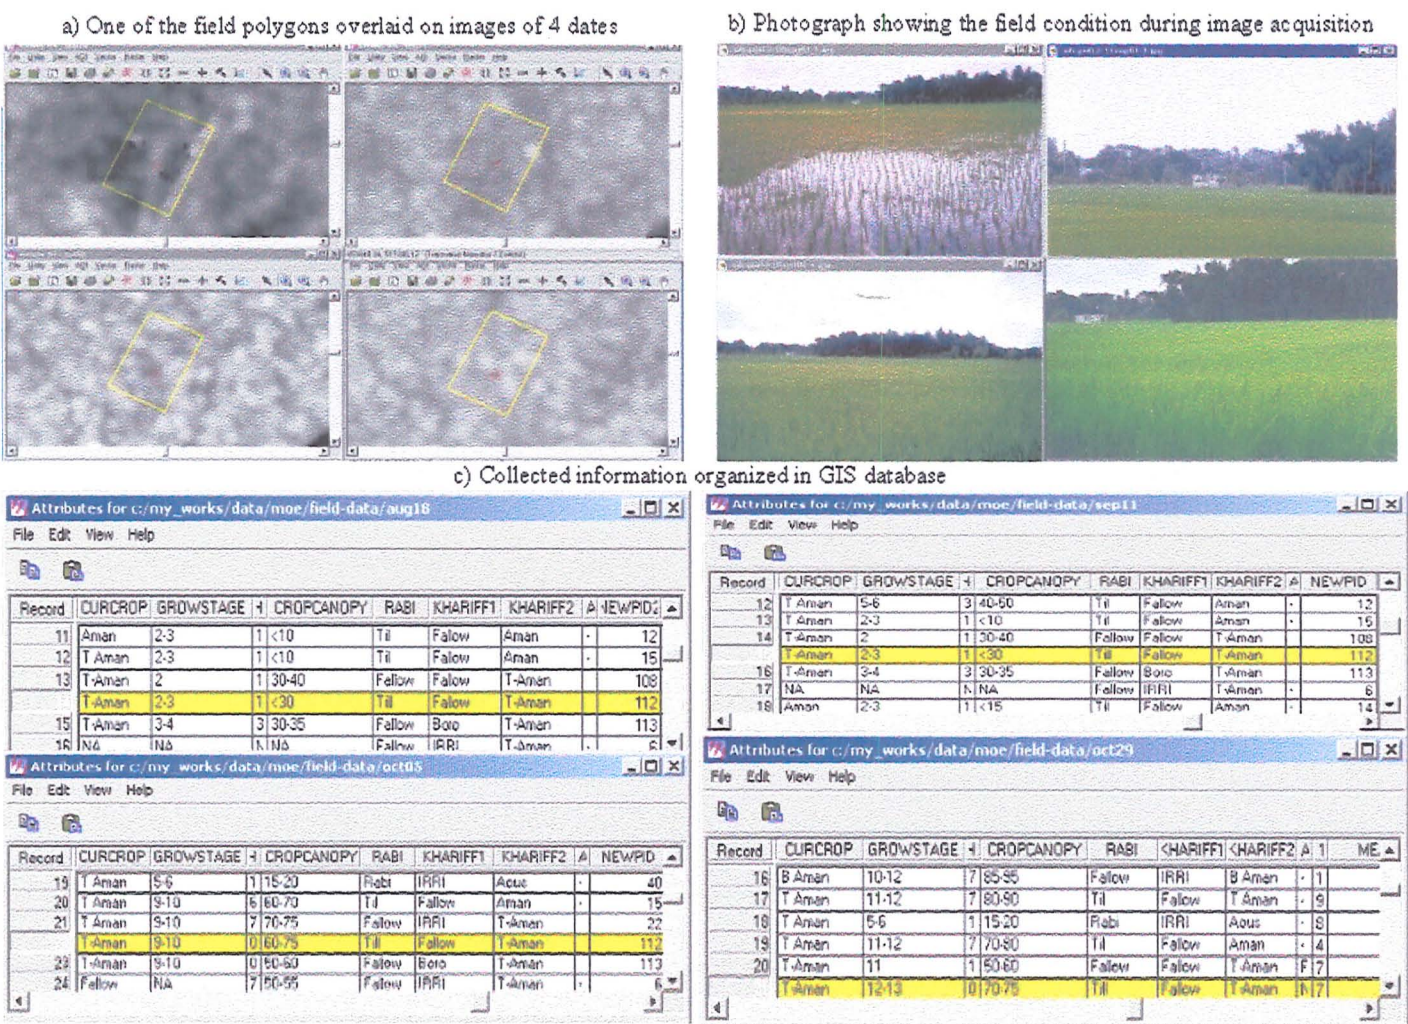 a) One of the field polygons overlaid on images of 4 dates
b) Photograph showing the field condition during image acquisition
c) Collected information organized in GIS database
Attributes for c:/my_works/data/moe/field-data/aug18
File Edit View Help
Record CURCROP GROWSTAGE CROPCANOPY RABI KHARIFF1 KHARIFF2 A
11 Aman 2-3 1 <10 Til Fallow Aman - 12
12 T Aman 2-3 1 <10 Til Fallow Aman - 15
13 T-Aman 2 1 30-40 Fallow Fallow T-Aman 108
T-Aman 2-3 1 <30 Till Fallow T-Aman 112
15 T-Aman 3-4 3 30-35 Fallow Boro T-Aman 113
16 NA NA NA Fallow IRRI T-Aman 6
Attributes for c:/my_works/data/moe/field-data/sep11
File Edit View Help
Record CURCROP GROWSTAGE CROPCANOPY RABI KHARIFF1 KHARIFF2 A NEWPID
12 T Aman 5-6 3 Til Fallow Aman - 12
13 T Aman 2-3 1 <10 Til Fallow Aman - 15
14 T-Aman 2 1 30-40 Fallow Fallow T-Aman 108
T-Aman 2-3 1 <30 Till Fallow T-Aman 112
16 T-Aman 3-4 3 30-35 Fallow Boro T-Aman 113
17 NA NA N NA Fallow IRRI T-Aman 6
18 Aman 2-3 1 <15 Til Fallow Aman - 14
Attributes for c:/my_works/data/moe/field-data/oct05
File Edit View Help
Record CURCROP GROWSTAGE CROPCANOPY RABI KHARIFF1 KHARIFF2 A NEWPID
19 T Aman 5-6 1 15-20 Rabi IRRI Aous - 40
20 T Aman 9-10 6 60-70 Til Fallow Aman - 15
21 T Aman 9-10 7 70-75 Fallow IRRI T-Aman 22
T-Aman 9-10 0 60-75 Till Fallow T-Aman 112
23 T-Aman 9-10 0 50-60 Fallow Boro T-Aman 113
24 Fallow NA 7 50-55 Fallow IRRI T-Aman 6
Attributes for c:/my_works/data/moe/field-data/oct29
File Edit View Help
Record CURCROP GROWSTAGE CROPCANOPY RABI <HARIFF1 <HARIFF2 A 1 ME
16 B Aman 10-12 7 85-95 Fallow IRRI B Aman - 1
17 T Aman 11-12 7 80-90 Til Fallow T Aman - 9
18 T Aman 5-6 1 15-20 Rabi IRRI Aous - 8
19 T Aman 11-12 7 70-80 Til Fallow Aman - 4
20 T-Aman 11 1 50-60 Fallow Fallow T-Aman F 7
T-Aman 12-13 0 70-75 Till Fallow T-Aman N 7